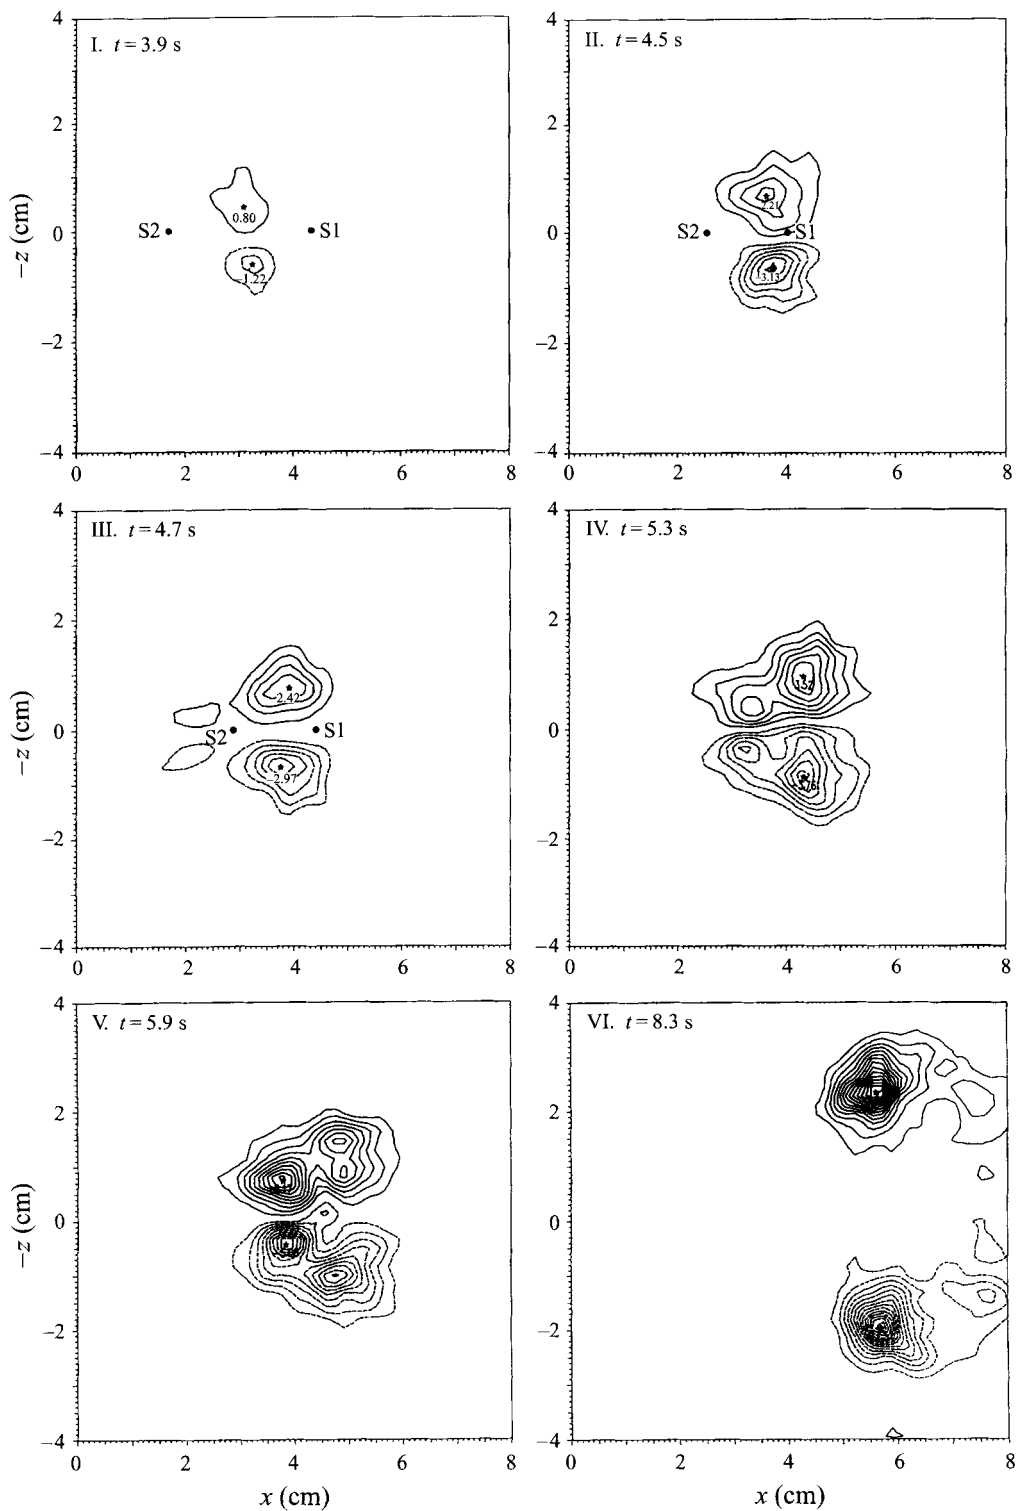 4
I. t = 3.9 s
2
0.80
S2
S1
0
−1.22
−2
−4
0 2 4 6 8
−z (cm)
4
II. t = 4.5 s
2
2.21
S2
S1
0
−3.13
−2
−4
0 2 4 6 8
4
III. t = 4.7 s
2
2.42
0
S2
S1
−2.97
−2
−4
0 2 4 6 8
−z (cm)
4
IV. t = 5.3 s
2
0
−2
−4
0 2 4 6 8
4
V. t = 5.9 s
2
0
−2
−4
0 2 4 6 8
−z (cm)
x (cm)
4
VI. t = 8.3 s
2
0
−2
−4
0 2 4 6 8
x (cm)